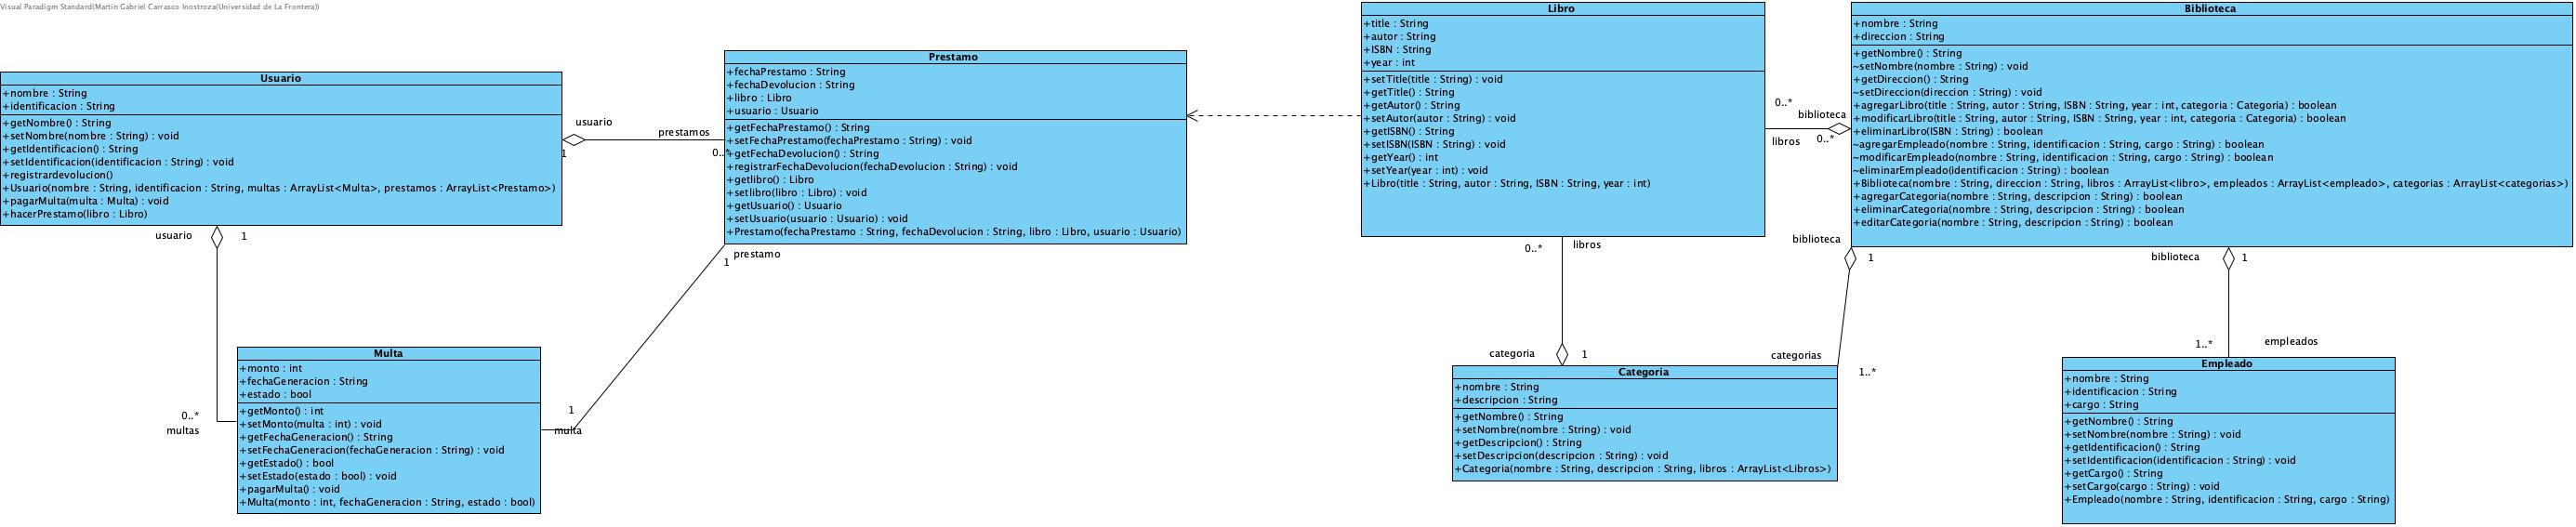 Visual Paradigm Standard(Martin Gabriel Carrasco Inostroza(Universidad de La Frontera))
Usuario
+nombre : String
+identificacion : String
+getNombre() : String
+setNombre(nombre : String) : void
+getIdentificacion() : String
+setIdentificacion(identificacion : String) : void
+registrardevolucion()
+Usuario(nombre : String, identificacion : String, multas : ArrayList<Multa>, prestamos : ArrayList<Prestamo>)
+pagarMulta(multa : Multa) : void
+hacerPrestamo(libro : Libro)
usuario
1
prestamos
0..*
Prestamo
+fechaPrestamo : String
+fechaDevolucion : String
+libro : Libro
+usuario : Usuario
+getFechaPrestamo() : String
+setFechaPrestamo(fechaPrestamo : String) : void
+getFechaDevolucion() : String
+registrarFechaDevolucion(fechaDevolucion : String) : void
+getlibro() : Libro
+setlibro(libro : Libro) : void
+getUsuario() : Usuario
+setUsuario(usuario : Usuario) : void
+Prestamo(fechaPrestamo : String, fechaDevolucion : String, libro : Libro, usuario : Usuario)
usuario
1
prestamo
1
Multa
+monto : int
+fechaGeneracion : String
+estado : bool
+getMonto() : int
+setMonto(multa : int) : void
+getFechaGeneracion() : String
+setFechaGeneracion(fechaGeneracion : String) : void
+getEstado() : bool
+setEstado(estado : bool) : void
+pagarMulta() : void
+Multa(monto : int, fechaGeneracion : String, estado : bool)
0..*
multas
1
multa
Libro
+title : String
+autor : String
+ISBN : String
+year : int
+setTitle(title : String) : void
+getTitle() : String
+getAutor() : String
+setAutor(autor : String) : void
+getISBN() : String
+setISBN(ISBN : String) : void
+getYear() : int
+setYear(year : int) : void
+Libro(title : String, autor : String, ISBN : String, year : int)
0..*
biblioteca
libros
0..*
Biblioteca
+nombre : String
+direccion : String
+getNombre() : String
~setNombre(nombre : String) : void
+getDireccion() : String
~setDireccion(direccion : String) : void
+agregarLibro(title : String, autor : String, ISBN : String, year : int, categoria : Categoria) : boolean
+modificarLibro(title : String, autor : String, ISBN : String, year : int, categoria : Categoria) : boolean
+eliminarLibro(ISBN : String) : boolean
~agregarEmpleado(nombre : String, identificacion : String, cargo : String) : boolean
~modificarEmpleado(nombre : String, identificacion : String, cargo : String) : boolean
~eliminarEmpleado(identificacion : String) : boolean
+Biblioteca(nombre : String, direccion : String, libros : ArrayList<libro>, empleados : ArrayList<empleado>, categorias : ArrayList<categorias>)
+agregarCategoria(nombre : String, descripcion : String) : boolean
+eliminarCategoria(nombre : String, descripcion : String) : boolean
+editarCategoria(nombre : String, descripcion : String) : boolean
0..*
libros
biblioteca
1
biblioteca
1
categoria
1
categorias
1..*
Categoria
+nombre : String
+descripcion : String
+getNombre() : String
+setNombre(nombre : String) : void
+getDescripcion() : String
+setDescripcion(descripcion : String) : void
+Categoria(nombre : String, descripcion : String, libros : ArrayList<Libros>)
1..*
empleados
Empleado
+nombre : String
+identificacion : String
+cargo : String
+getNombre() : String
+setNombre(nombre : String) : void
+getIdentificacion() : String
+setIdentificacion(identificacion : String) : void
+getCargo() : String
+setCargo(cargo : String) : void
+Empleado(nombre : String, identificacion : String, cargo : String)